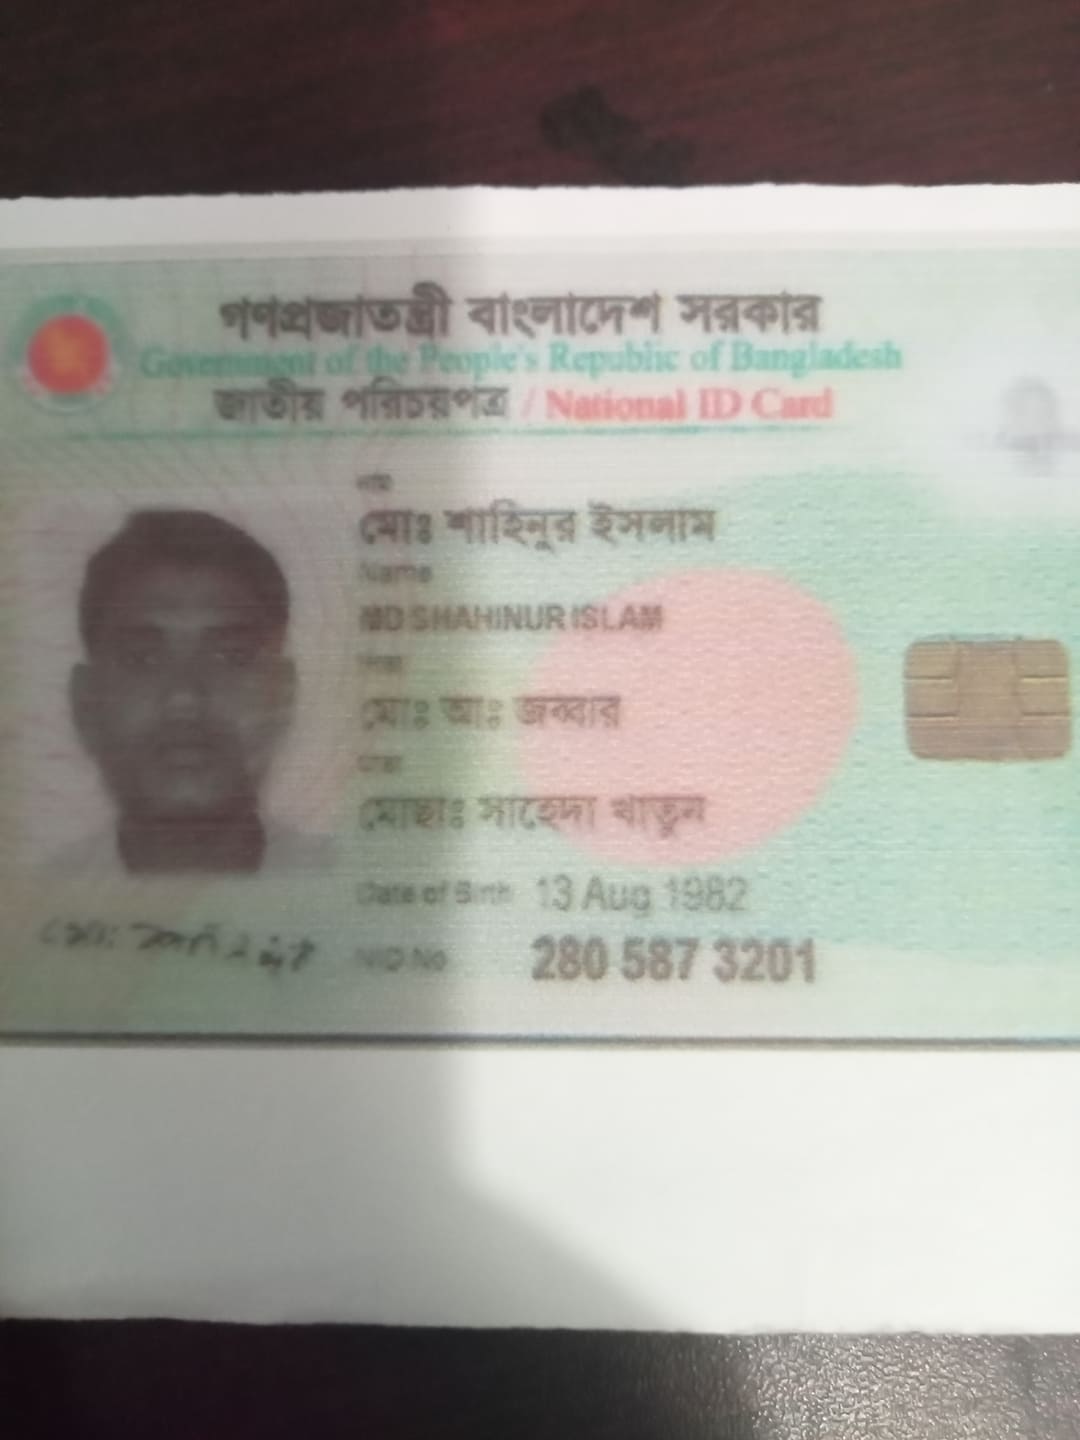 গণপ্রজাতন্ত্রী বাংলাদেশ সরকার
Government of the People's Republic of Bangladesh
জাতীয় পরিচয়পত্র / National ID Card
নাম
মোঃ শাহিনুর ইসলাম
Name
MD SHAHINUR ISLAM
পিতা
মোঃ আঃ জব্বার
মাতা
মোছাঃ সাহেদা খাতুন
Date of Birth 13 Aug 1982
NID No 280 587 3201